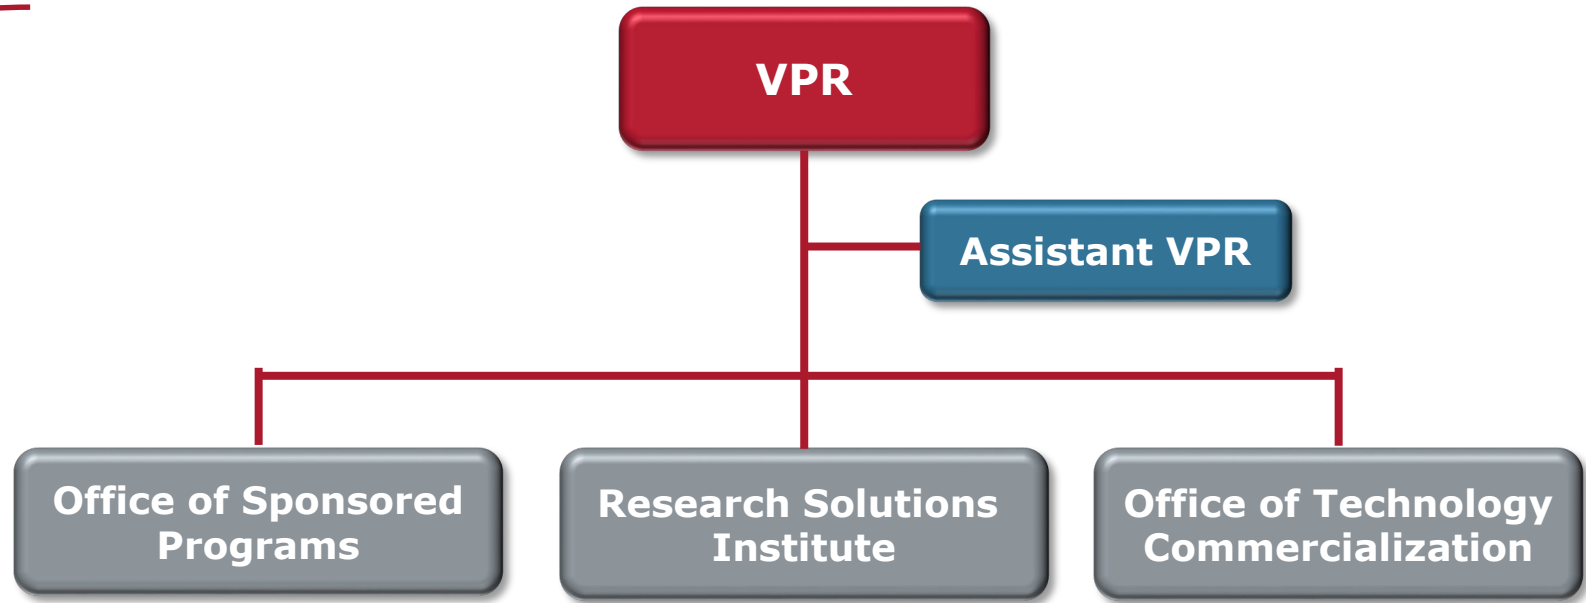 VPR
Assistant VPR
Office of Sponsored
Programs
Research Solutions
Institute
Office of Technology
Commercialization